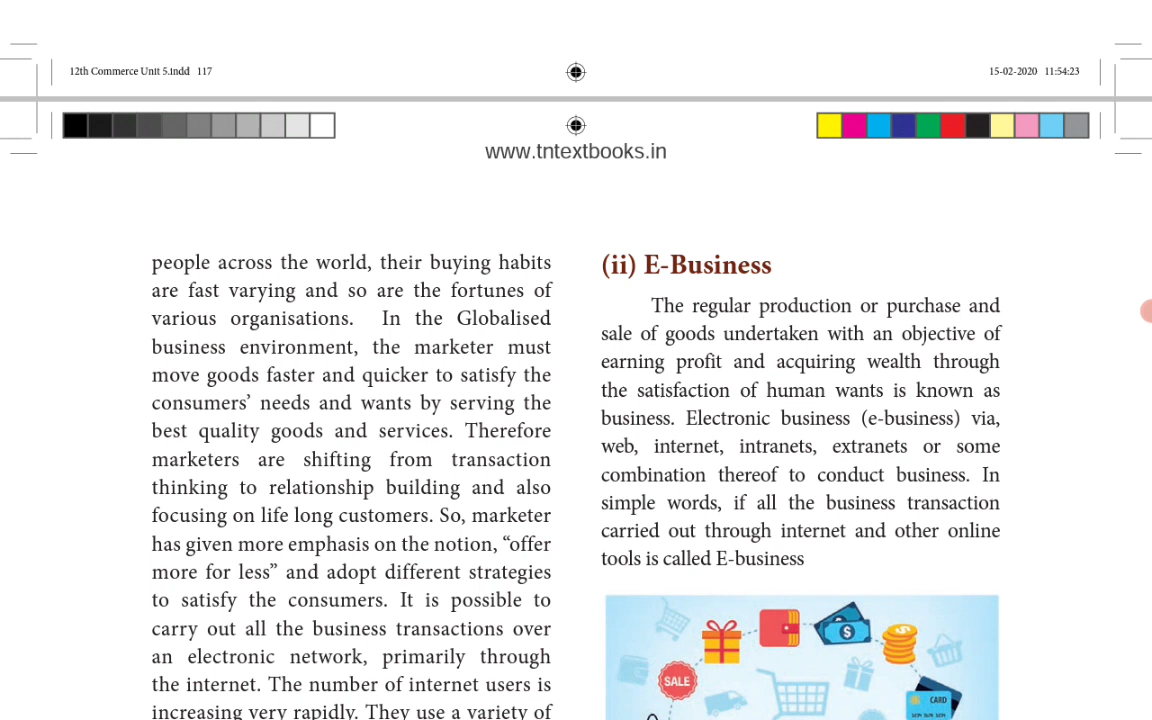 12th Commerce Unit 5.indd 117
15-02-2020 11:54:23
www.tntextbooks.in
people across the world, their buying habits
are fast varying and so are the fortunes of
various organisations. In the Globalised
business environment, the marketer must
move goods faster and quicker to satisfy the
consumers’ needs and wants by serving the
best quality goods and services. Therefore
marketers are shifting from transaction
thinking to relationship building and also
focusing on life long customers. So, marketer
has given more emphasis on the notion, “offer
more for less” and adopt different strategies
to satisfy the consumers. It is possible to
carry out all the business transactions over
an electronic network, primarily through
the internet. The number of internet users is
increasing very rapidly. They use a variety of
(ii) E-Business
The regular production or purchase and
sale of goods undertaken with an objective of
earning profit and acquiring wealth through
the satisfaction of human wants is known as
business. Electronic business (e-business) via,
web, internet, intranets, extranets or some
combination thereof to conduct business. In
simple words, if all the business transaction
carried out through internet and other online
tools is called E-business
$
SALE
CARD